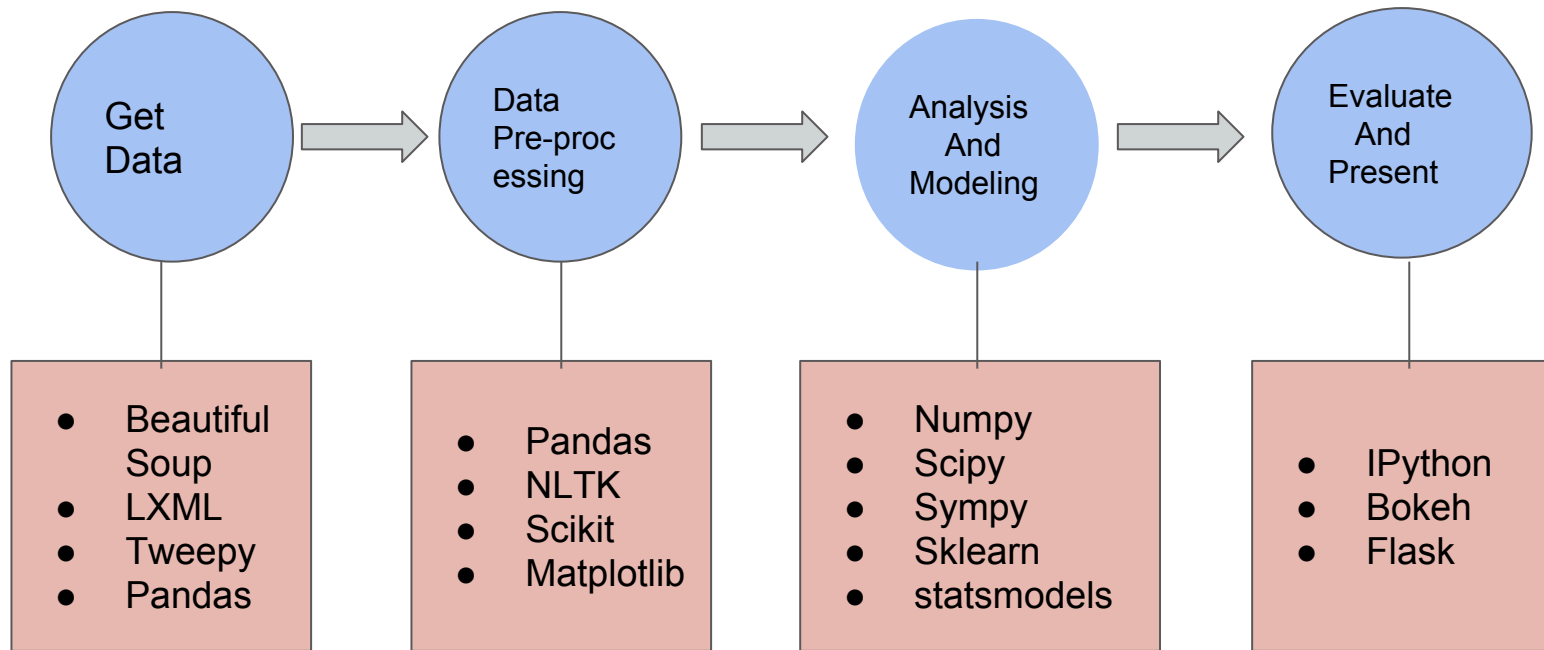 Get
Data
Data
Pre-proc
essing
Analysis
And
Modeling
Evaluate
And
Present
● Beautiful
Soup
● LXML
● Tweepy
● Pandas
● Pandas
● NLTK
● Scikit
● Matplotlib
● Numpy
● Scipy
● Sympy
● Sklearn
● statsmodels
● IPython
● Bokeh
● Flask